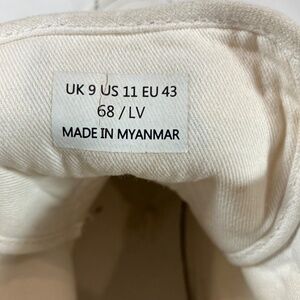 UK 9 US 11 EU 43
68 / LV
MADE IN MYANMAR